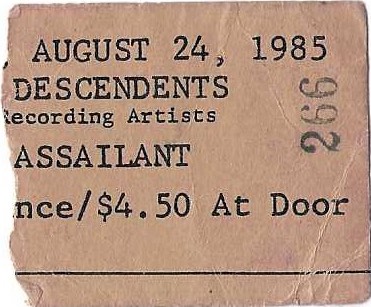 , AUGUST 24, 1985
DESCENDENTS
Recording Artists
ASSAILANT
nce/$4.50 At Door
266